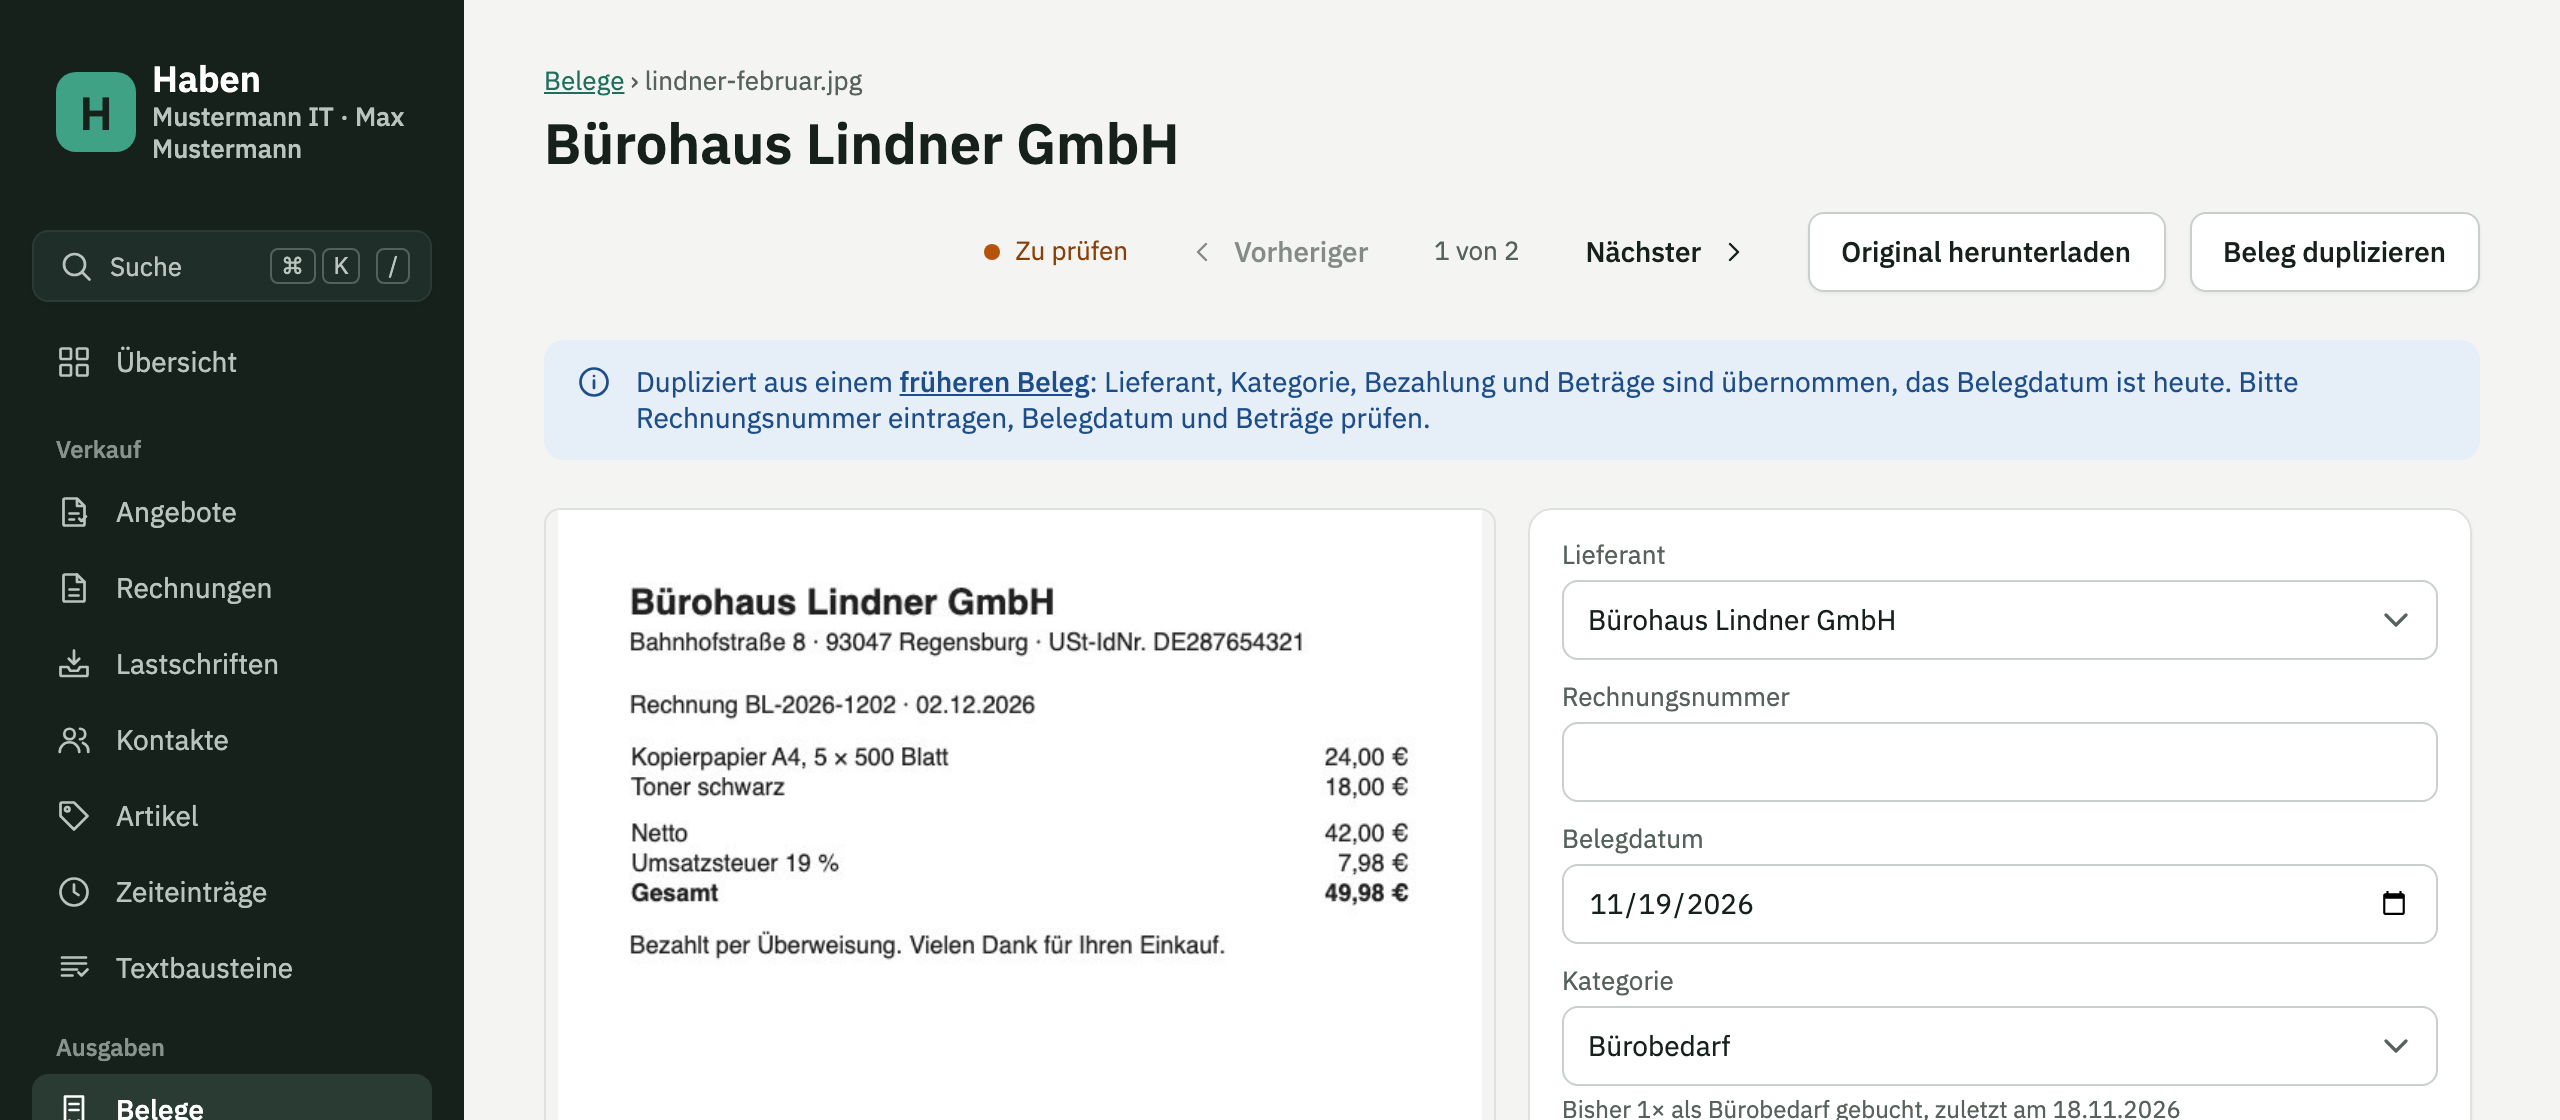 H
Haben
Mustermann IT · Max
Mustermann
Suche ⌘ K /
Übersicht
Verkauf
Angebote
Rechnungen
Lastschriften
Kontakte
Artikel
Zeiteinträge
Textbausteine
Ausgaben
Belege
Belege › lindner-februar.jpg
Bürohaus Lindner GmbH
Zu prüfen
Vorheriger
1 von 2
Nächster
Original herunterladen
Beleg duplizieren
Dupliziert aus einem früheren Beleg: Lieferant, Kategorie, Bezahlung und Beträge sind übernommen, das Belegdatum ist heute. Bitte
Rechnungsnummer eintragen, Belegdatum und Beträge prüfen.
Bürohaus Lindner GmbH
Bahnhofstraße 8 · 93047 Regensburg · USt-IdNr. DE287654321
Rechnung BL-2026-1202 · 02.12.2026
Kopierpapier A4, 5 × 500 Blatt 24,00 €
Toner schwarz 18,00 €
Netto 42,00 €
Umsatzsteuer 19 % 7,98 €
Gesamt 49,98 €
Bezahlt per Überweisung. Vielen Dank für Ihren Einkauf.
Lieferant
Bürohaus Lindner GmbH
Rechnungsnummer
Belegdatum
11/19/2026
Kategorie
Bürobedarf
Bisher 1× als Bürobedarf gebucht, zuletzt am 18.11.2026